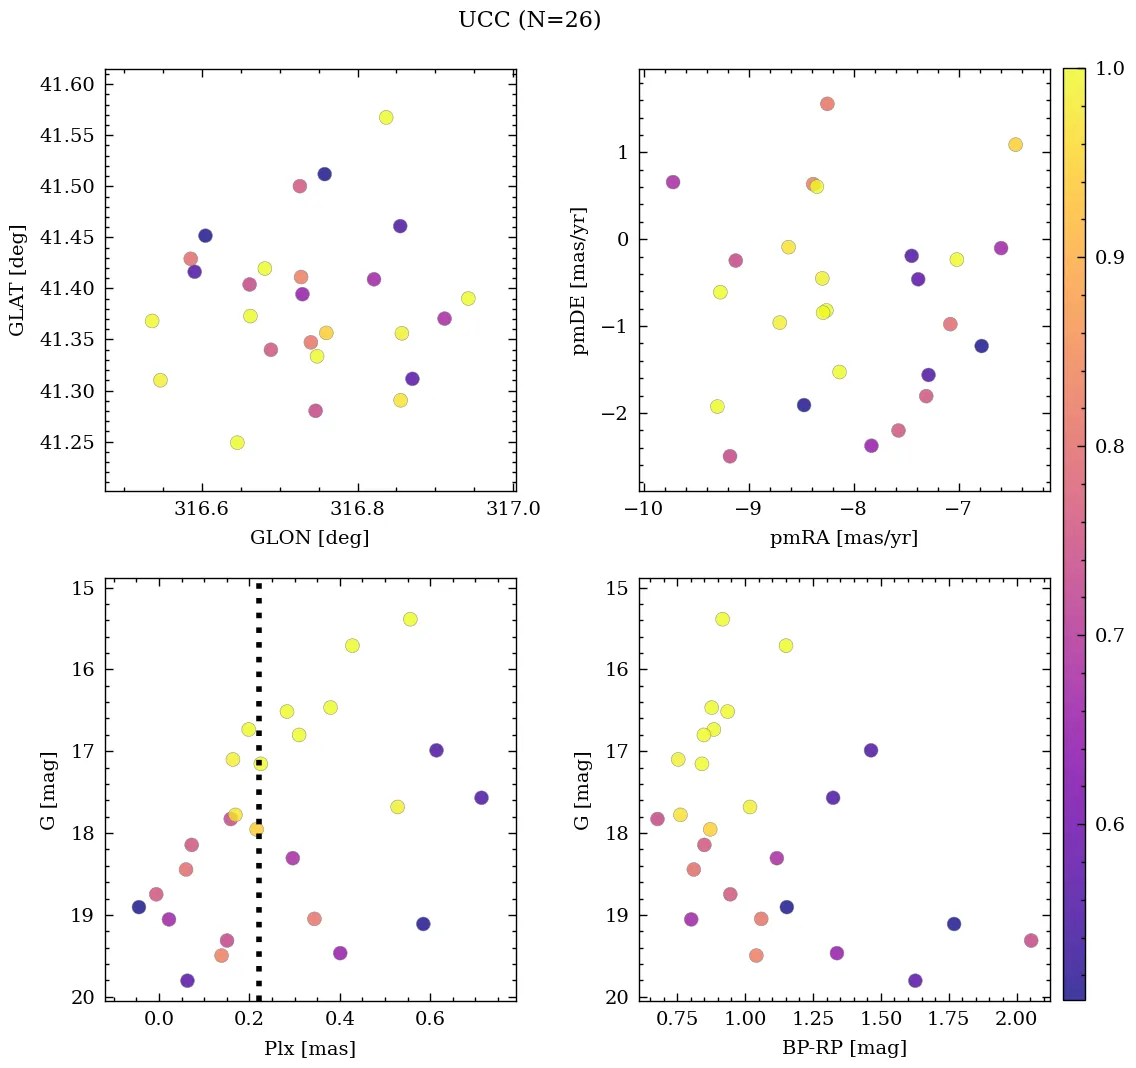 UCC (N=26)
41.60
41.55
41.50
41.45
41.40
41.35
41.30
41.25
GLAT [deg]
316.6 316.8 317.0
GLON [deg]
1
0
−1
−2
pmDE [mas/yr]
−10 −9 −8 −7
pmRA [mas/yr]
15
16
17
18
19
20
G [mag]
0.0 0.2 0.4 0.6
Plx [mas]
15
16
17
18
19
20
G [mag]
0.75 1.00 1.25 1.50 1.75 2.00
BP-RP [mag]
1.0
0.9
0.8
0.7
0.6